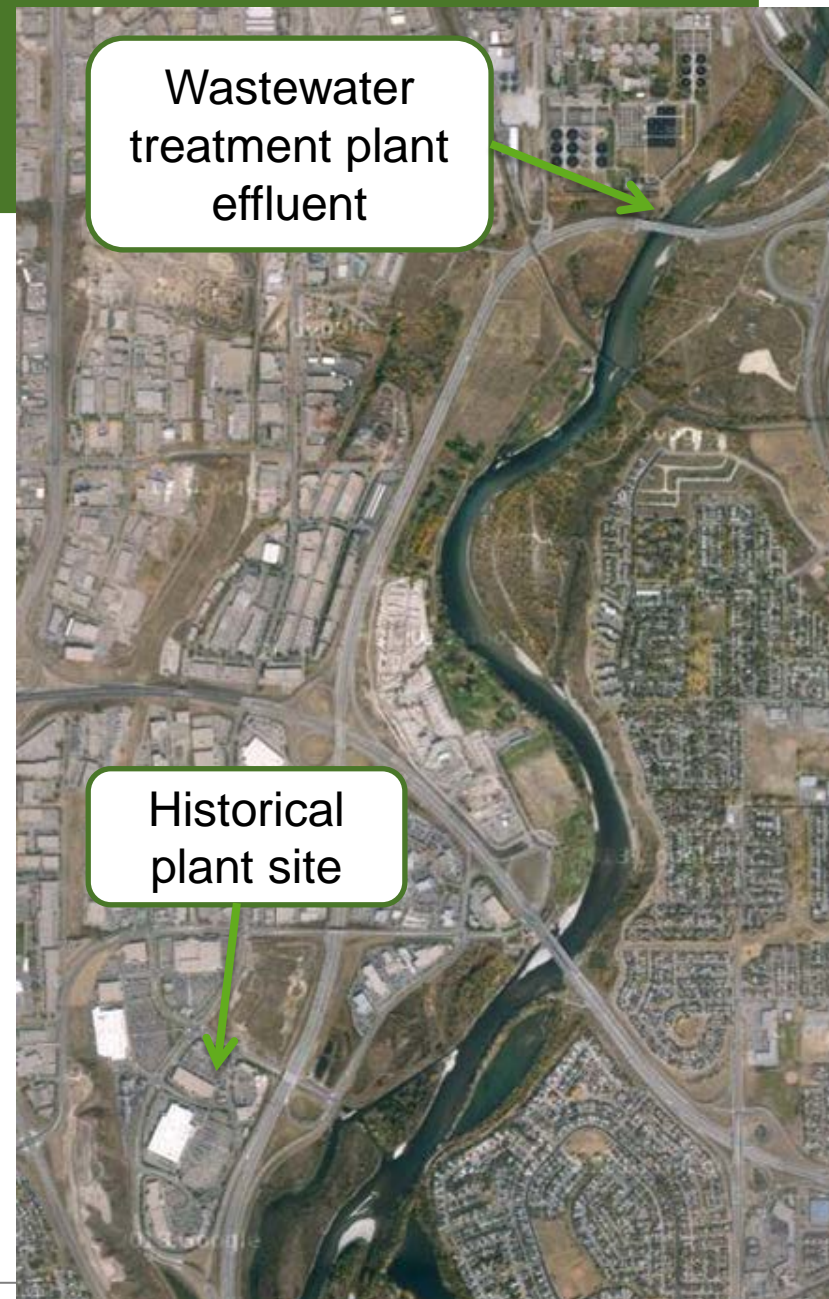 Wastewater
treatment plant
effluent
Historical
plant site